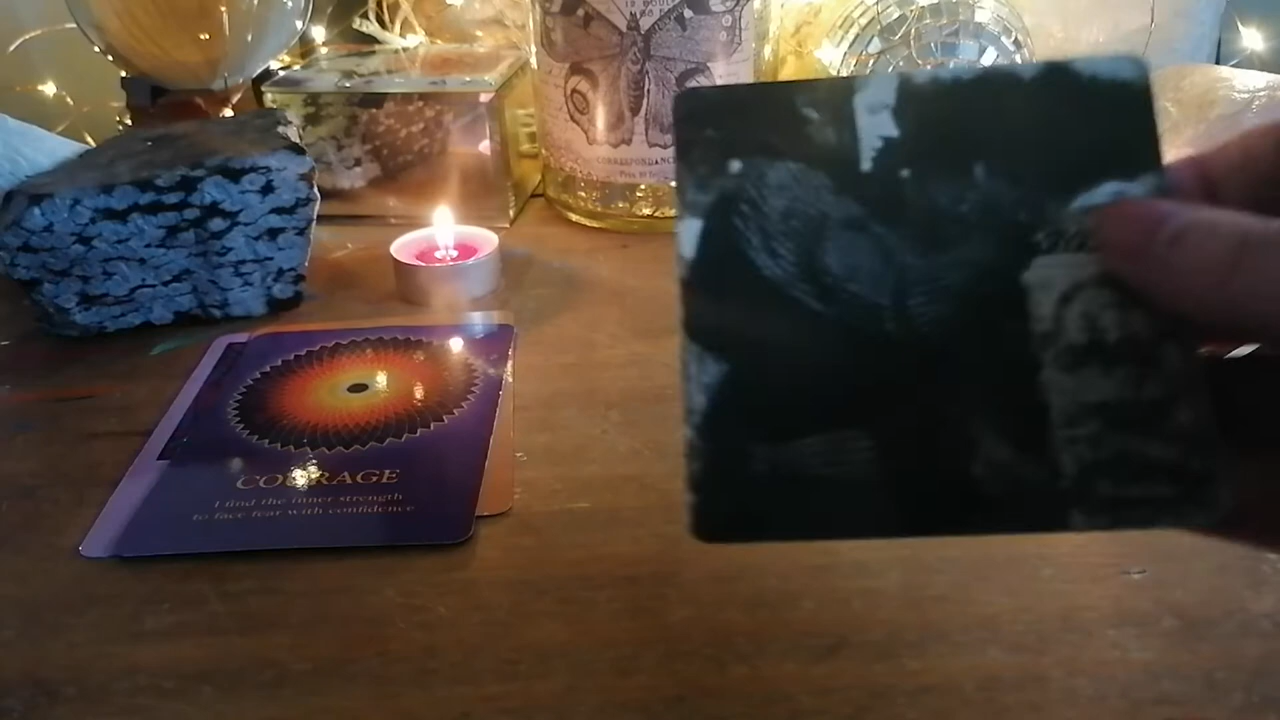 CORRESPONDANCE
COURAGE
I find the inner strength
to face fear with confidence